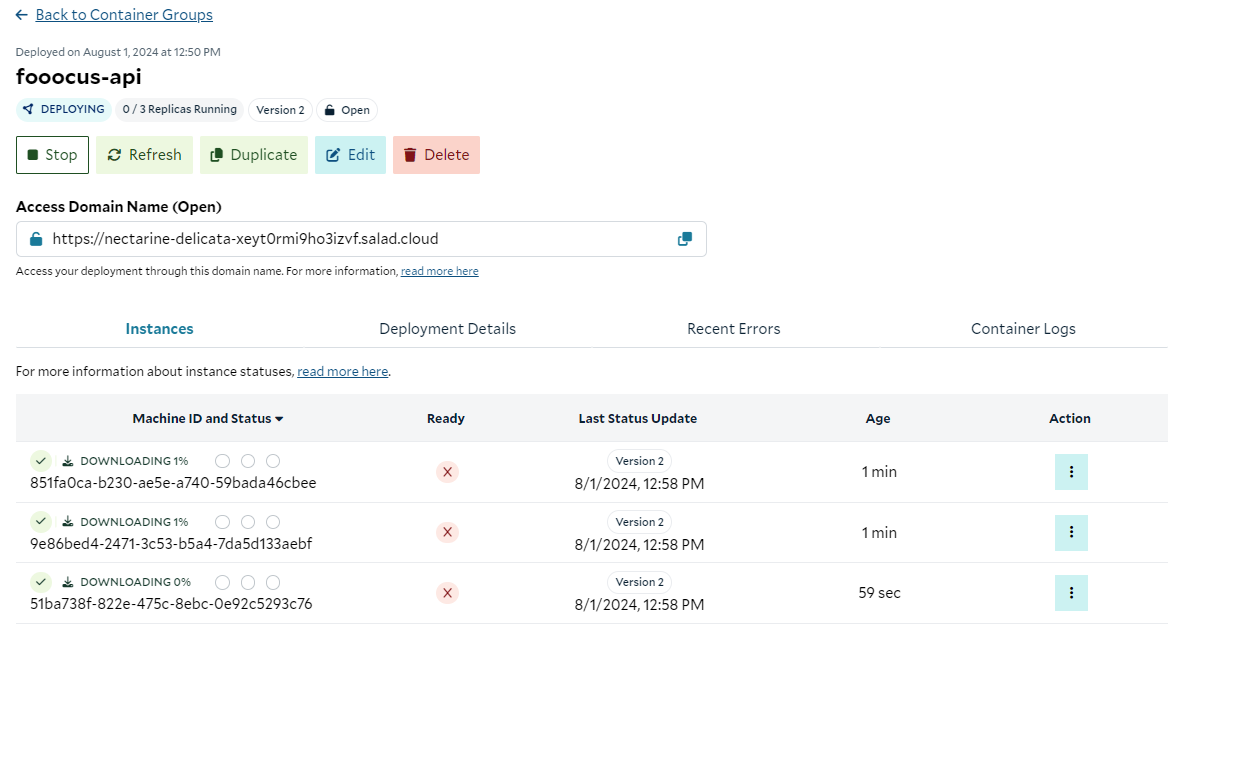 Back to Container Groups
Deployed on August 1, 2024 at 12:50 PM
fooocus-api
DEPLOYING 0 / 3 Replicas Running Version 2 Open
Stop Refresh Duplicate Edit Delete
Access Domain Name (Open)
https://nectarine-delicata-xeyt0rmi9ho3izvf.salad.cloud
Access your deployment through this domain name. For more information, read more here
Instances Deployment Details Recent Errors Container Logs
For more information about instance statuses, read more here.
Machine ID and Status Ready Last Status Update Age Action
DOWNLOADING 1% Version 2
851fa0ca-b230-ae5e-a740-59bada46cbee 8/1/2024, 12:58 PM 1 min
DOWNLOADING 1% Version 2
9e86bed4-2471-3c53-b5a4-7da5d133aebf 8/1/2024, 12:58 PM 1 min
DOWNLOADING 0% Version 2
51ba738f-822e-475c-8ebc-0e92c5293c76 8/1/2024, 12:58 PM 59 sec